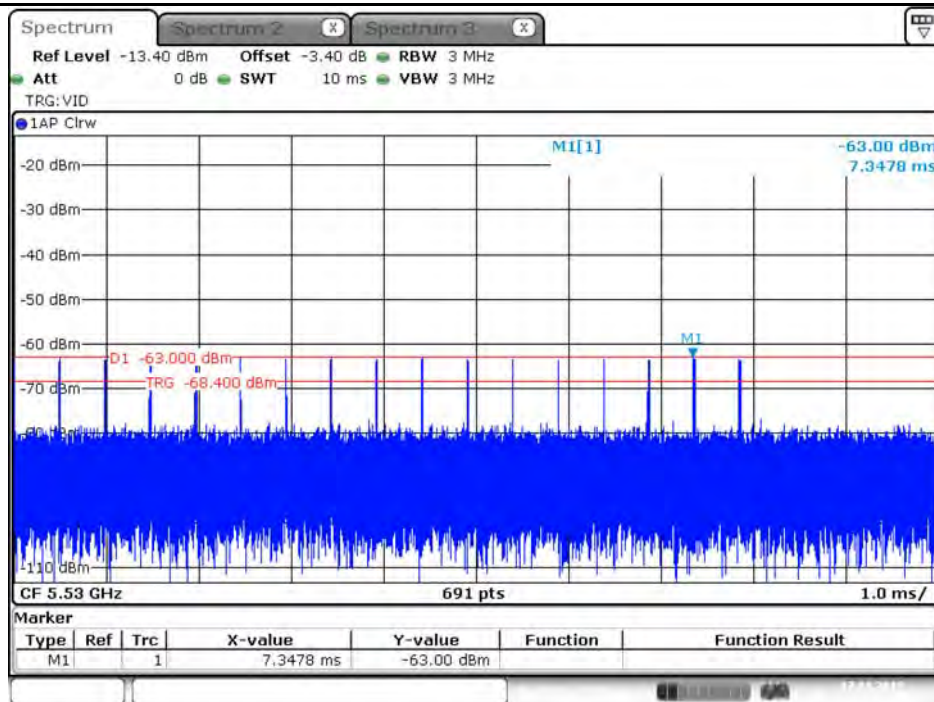 Spectrum Spectrum 2 X Spectrum 3 X
Ref Level -13.40 dBm Offset -3.40 dB RBW 3 MHz
Att 0 dB SWT 10 ms VBW 3 MHz
TRG:VID
1AP Clrw
M1[1] -63.00 dBm
7.3478 ms
-20 dBm
-30 dBm
-40 dBm
-50 dBm
-60 dBm
M1
D1 -63.000 dBm
TRG -68.400 dBm
-70 dBm
-80 dBm
-110 dBm
CF 5.53 GHz 691 pts 1.0 ms/
Marker
Type Ref Trc X-value Y-value Function Function Result
M1 1 7.3478 ms -63.00 dBm